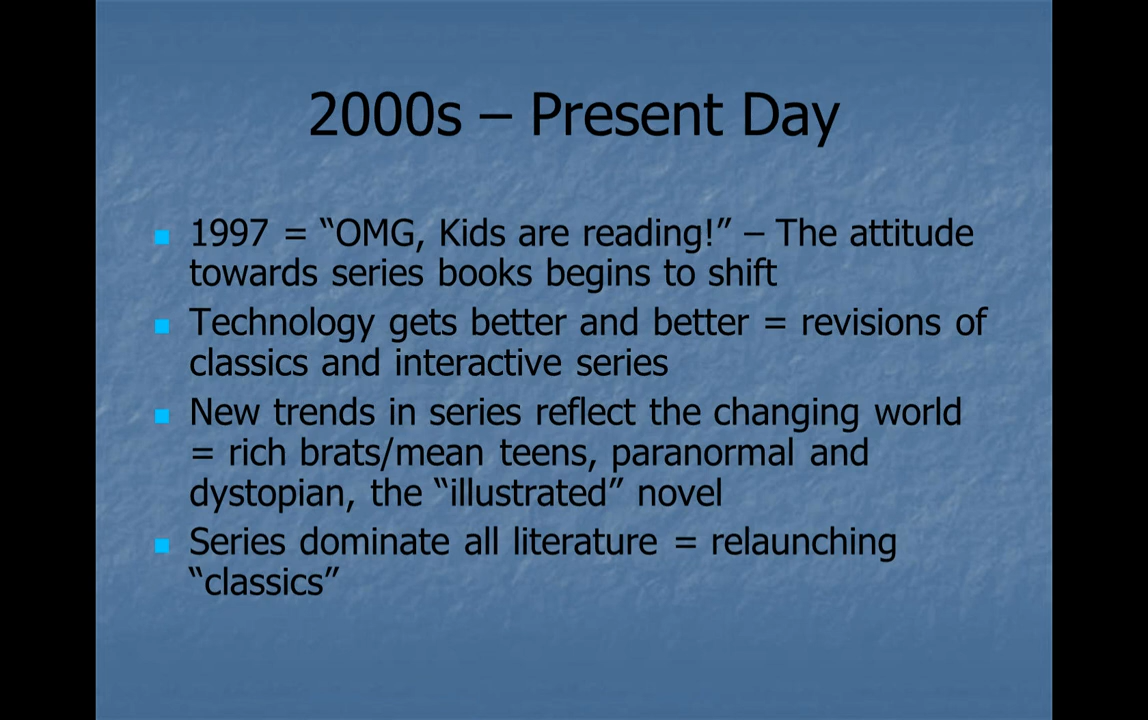 2000s – Present Day
1997 = “OMG, Kids are reading!” – The attitude
towards series books begins to shift
Technology gets better and better = revisions of
classics and interactive series
New trends in series reflect the changing world
= rich brats/mean teens, paranormal and
dystopian, the “illustrated” novel
Series dominate all literature = relaunching
“classics”